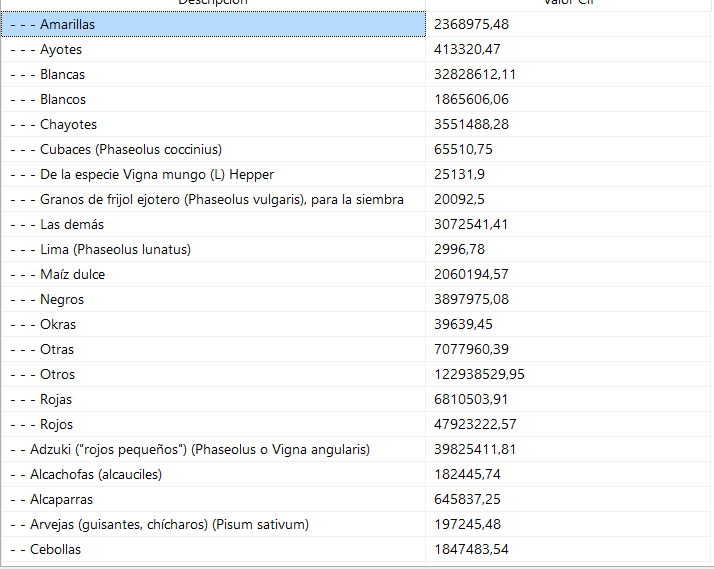 Descripción Valor Cif
- - - Amarillas 2368975,48
- - - Ayotes 413320,47
- - - Blancas 32828612,11
- - - Blancos 1865606,06
- - - Chayotes 3551488,28
- - - Cubaces (Phaseolus coccinius) 65510,75
- - - De la especie Vigna mungo (L) Hepper 25131,9
- - - Granos de frijol ejotero (Phaseolus vulgaris), para la siembra 20092,5
- - - Las demás 3072541,41
- - - Lima (Phaseolus lunatus) 2996,78
- - - Maíz dulce 2060194,57
- - - Negros 3897975,08
- - - Okras 39639,45
- - - Otras 7077960,39
- - - Otros 122938529,95
- - - Rojas 6810503,91
- - - Rojos 47923222,57
- - Adzuki ("rojos pequeños") (Phaseolus o Vigna angularis) 39825411,81
- - Alcachofas (alcauciles) 182445,74
- - Alcaparras 645837,25
- - Arvejas (guisantes, chícharos) (Pisum sativum) 197245,48
- - Cebollas 1847483,54